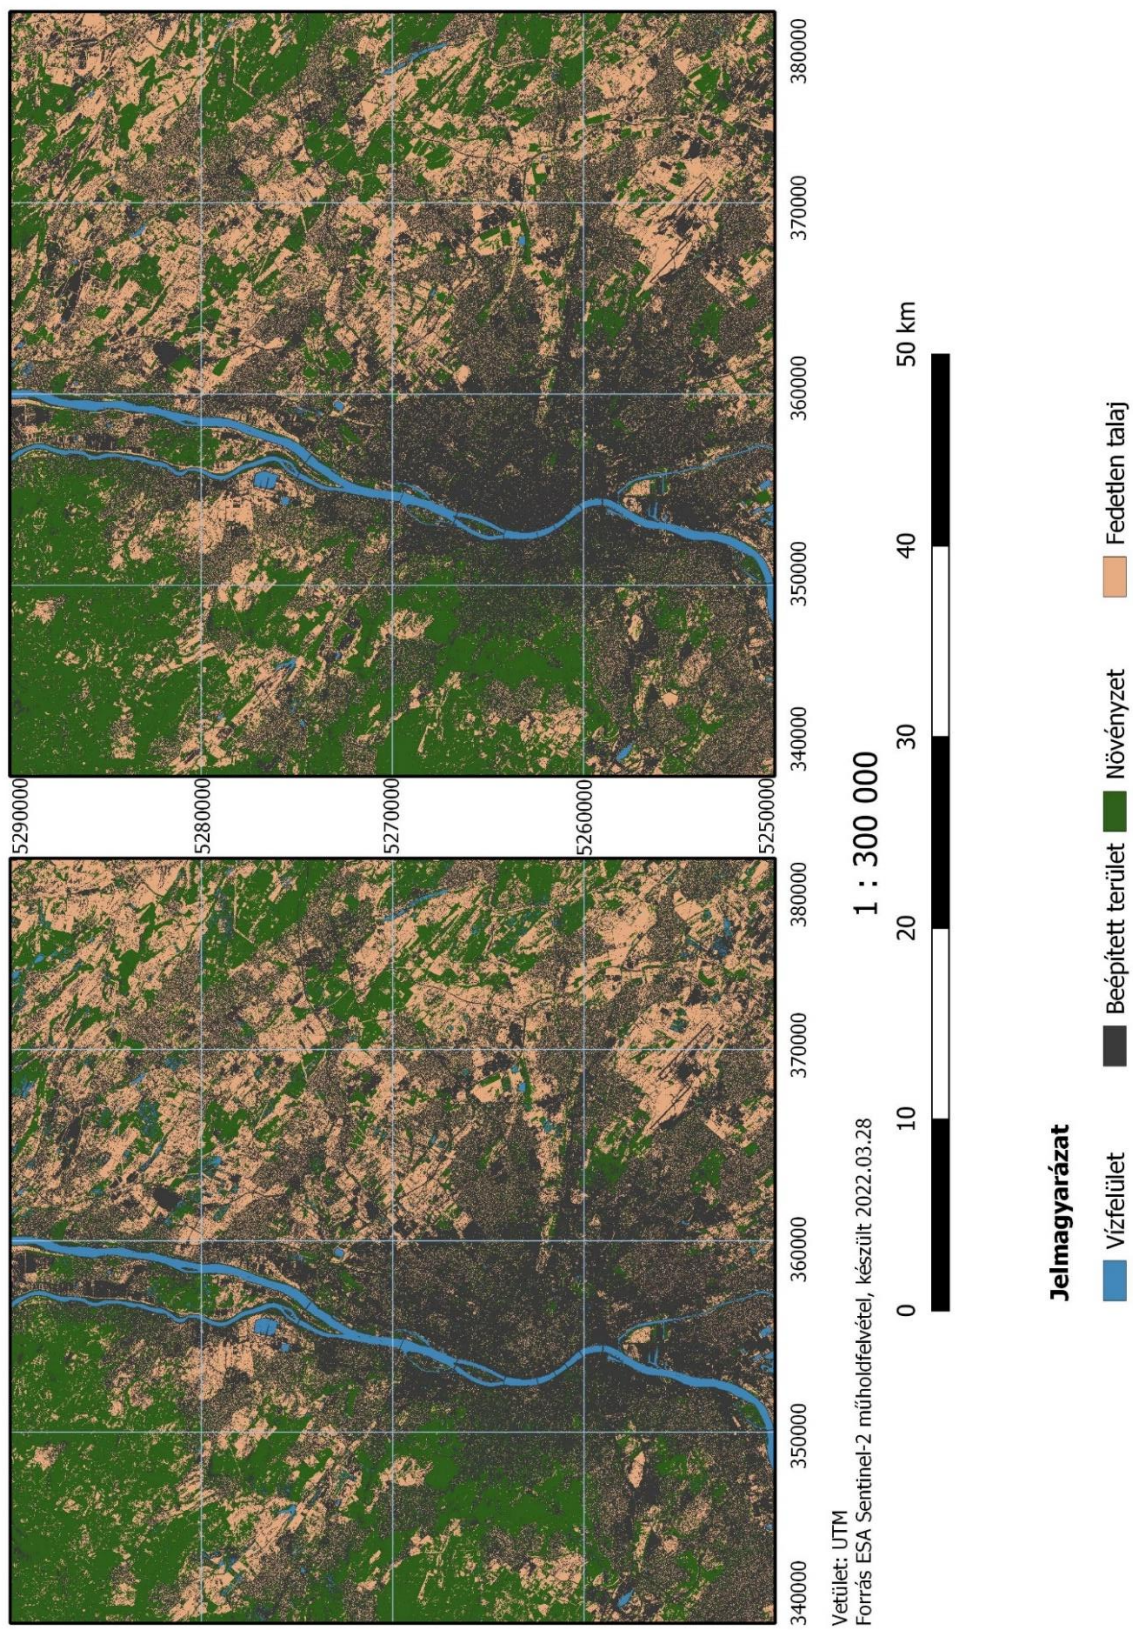 5290000
5280000
5270000
5260000
5250000
340000
350000
360000
370000
380000
340000
350000
360000
370000
380000
Vetület: UTM
Forrás ESA Sentinel-2 műholdfelvétel, készült 2022.03.28
1 : 300 000
0 10 20 30 40 50 km
Jelmagyarázat
Vízfelület Beépített terület Növényzet Fedetlen talaj